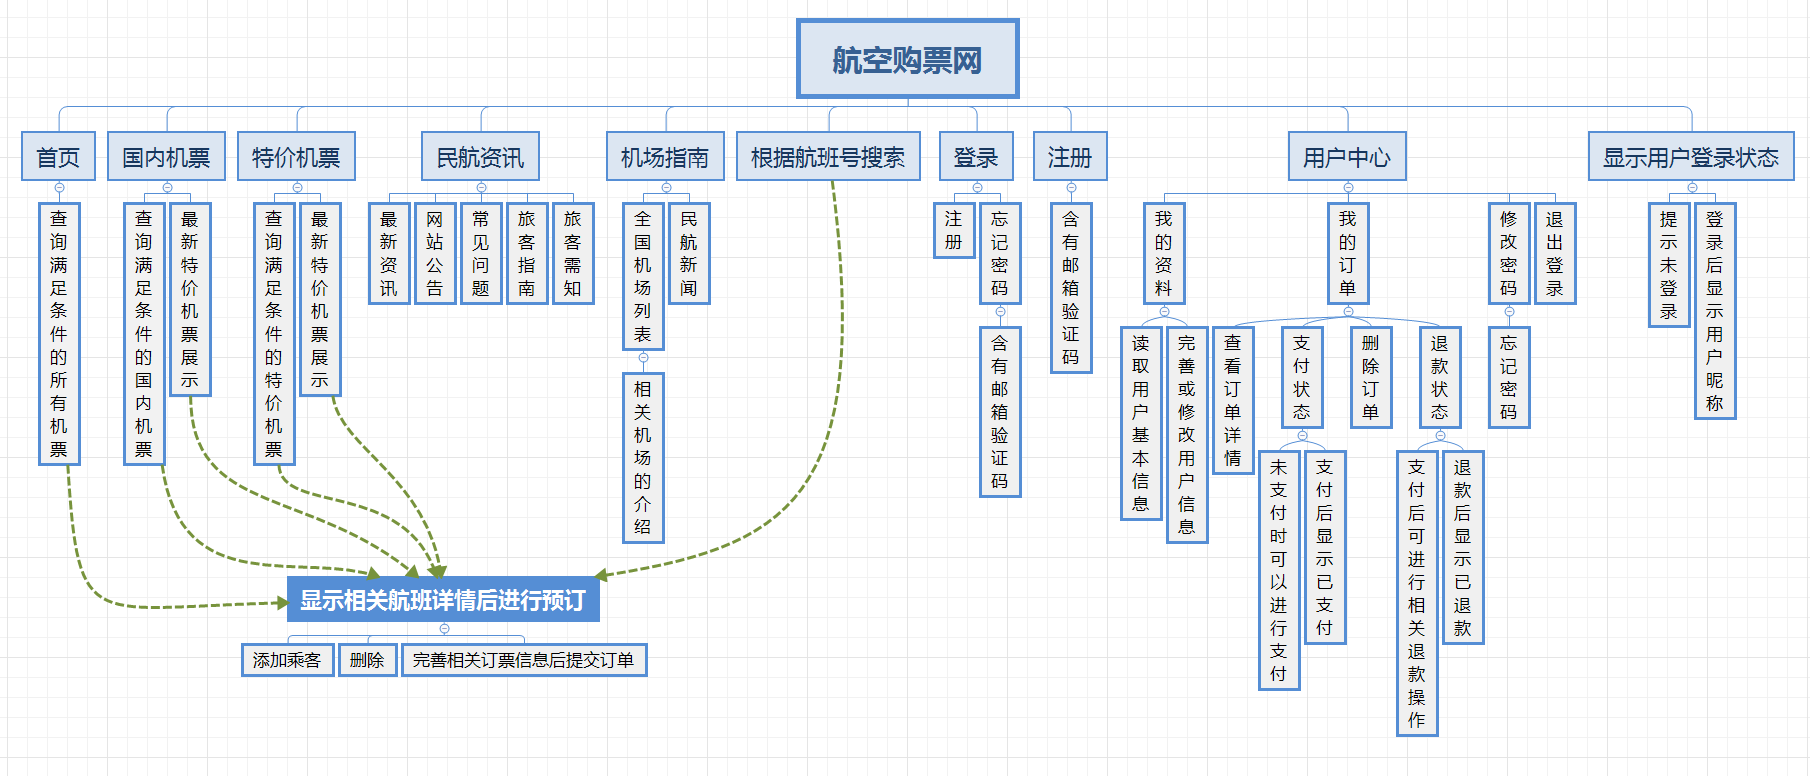 航空购票网
首页
国内机票
特价机票
民航资讯
机场指南
根据航班号搜索
登录
注册
用户中心
显示用户登录状态
查询满足条件的所有机票
查询满足条件的国内机票
最新特价机票展示
查询满足条件的特价机票
最新特价机票展示
最新资讯
网站公告
常见问题
旅客指南
旅客需知
全国机场列表
民航新闻
注册
忘记密码
含有邮箱验证码
我的资料
我的订单
修改密码
退出登录
提示未登录
登录后显示用户昵称
相关机场的介绍
含有邮箱验证码
读取用户基本信息
完善或修改用户信息
查看订单详情
支付状态
删除订单
退款状态
忘记密码
未支付时可以进行支付
支付后显示已支付
支付后可进行相关退款操作
退款后显示已退款
显示相关航班详情后进行预订
添加乘客
删除
完善相关订票信息后提交订单